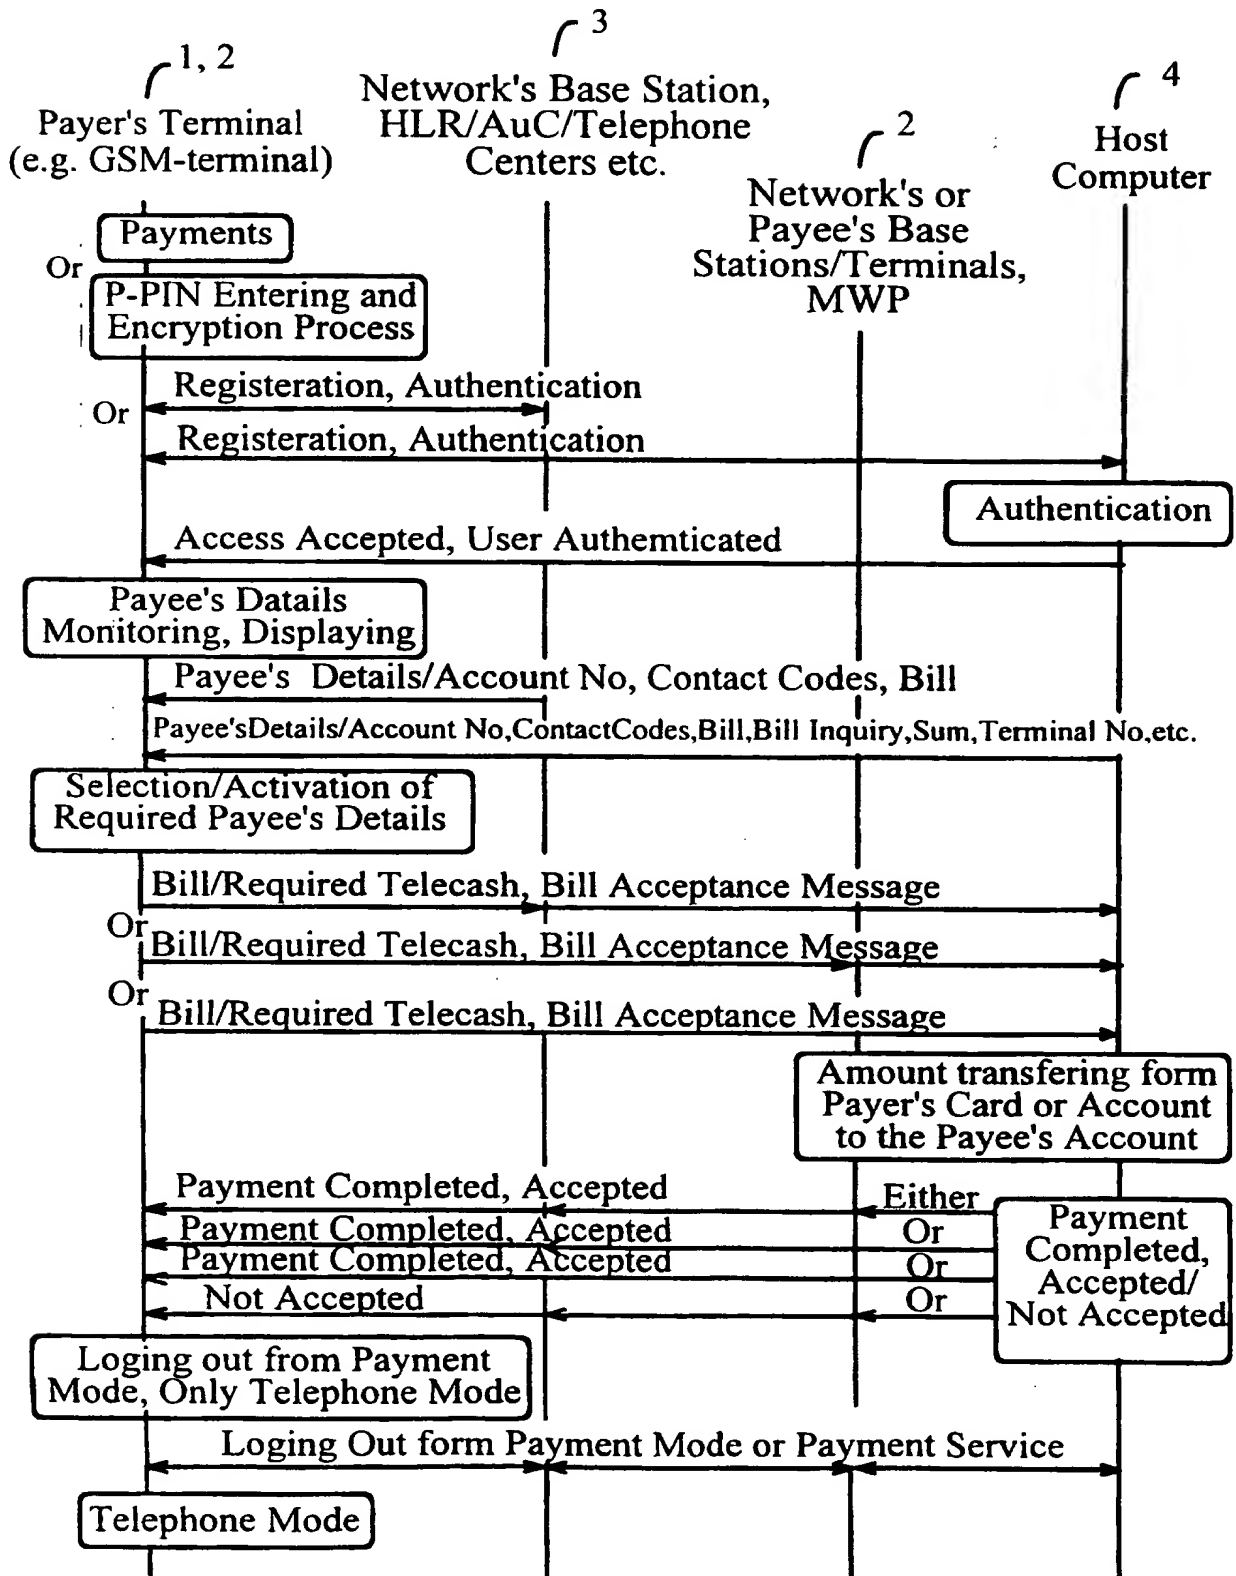 1, 2
Payer's Terminal
(e.g. GSM-terminal)
3
Network's Base Station,
HLR/AuC/Telephone
Centers etc.
2
Network's or
Payee's Base
Stations/Terminals,
MWP
4
Host
Computer
Payments
Or
P-PIN Entering and
Encryption Process
Registeration, Authentication
Or
Registeration, Authentication
Authentication
Access Accepted, User Authemticated
Payee's Datails
Monitoring, Displaying
Payee's Details/Account No, Contact Codes, Bill
Payee'sDetails/Account No,ContactCodes,Bill,Bill Inquiry,Sum,Terminal No,etc.
Selection/Activation of
Required Payee's Details
Bill/Required Telecash, Bill Acceptance Message
Or
Bill/Required Telecash, Bill Acceptance Message
Or
Bill/Required Telecash, Bill Acceptance Message
Amount transfering form
Payer's Card or Account
to the Payee's Account
Payment Completed, Accepted
Either
Payment Completed, Accepted
Or
Payment Completed, Accepted
Or
Not Accepted
Or
Payment
Completed,
Accepted/
Not Accepted
Loging out from Payment
Mode, Only Telephone Mode
Loging Out form Payment Mode or Payment Service
Telephone Mode